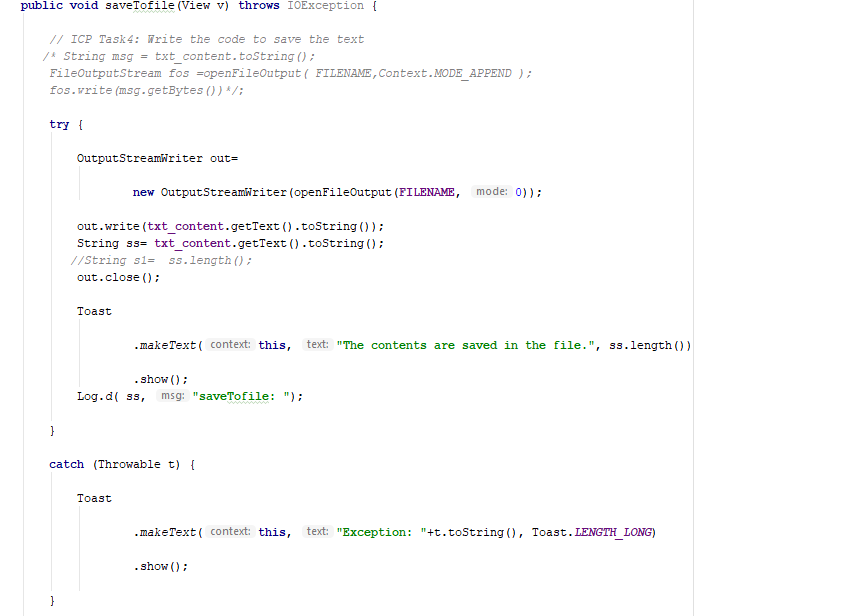 public void saveTofile(View v) throws IOException {
// ICP Task4: Write the code to save the text
/* String msg = txt_content.toString();
FileOutputStream fos =openFileOutput( FILENAME,Context.MODE_APPEND );
fos.write(msg.getBytes())*/;
try {
OutputStreamWriter out=
new OutputStreamWriter(openFileOutput(FILENAME, mode: 0));
out.write(txt_content.getText().toString());
String ss= txt_content.getText().toString();
//String s1=  ss.length();
out.close();
Toast
.makeText( context: this, text: "The contents are saved in the file.", ss.length())
.show();
Log.d( ss, msg: "saveTofile: ");
}
catch (Throwable t) {
Toast
.makeText( context: this, text: "Exception: "+t.toString(), Toast.LENGTH_LONG)
.show();
}